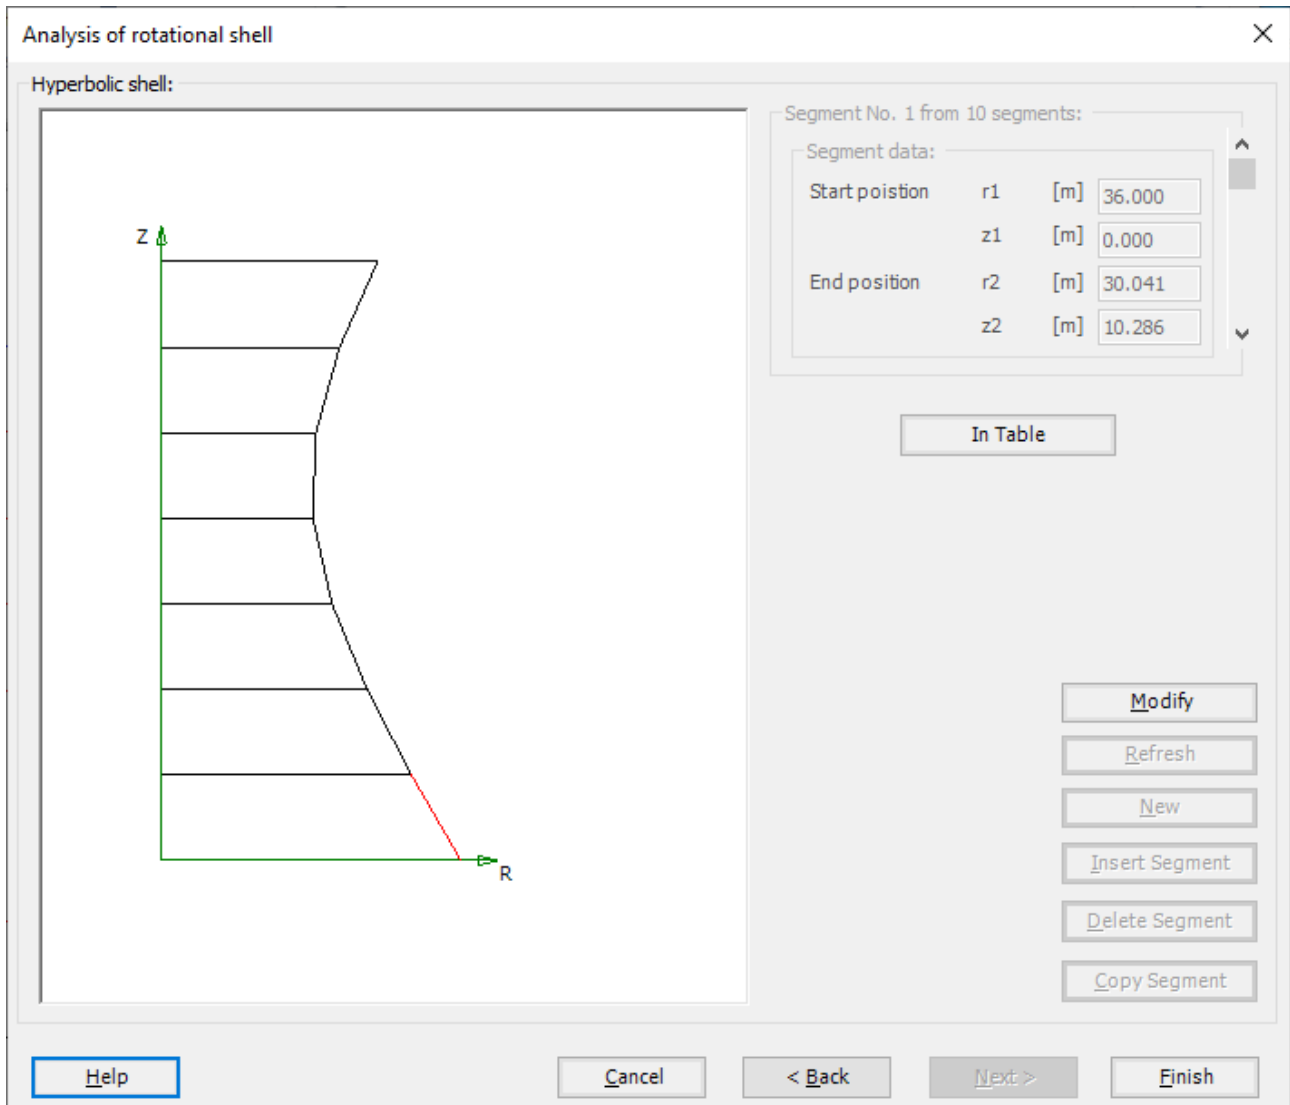 Analysis of rotational shell
Hyperbolic shell:
Z
R
Segment No. 1 from 10 segments:
Segment data:
Start poistion r1 [m] 36.000
z1 [m] 0.000
End position r2 [m] 30.041
z2 [m] 10.286
In Table
Modify
Refresh
New
Insert Segment
Delete Segment
Copy Segment
Help Cancel < Back Next > Finish